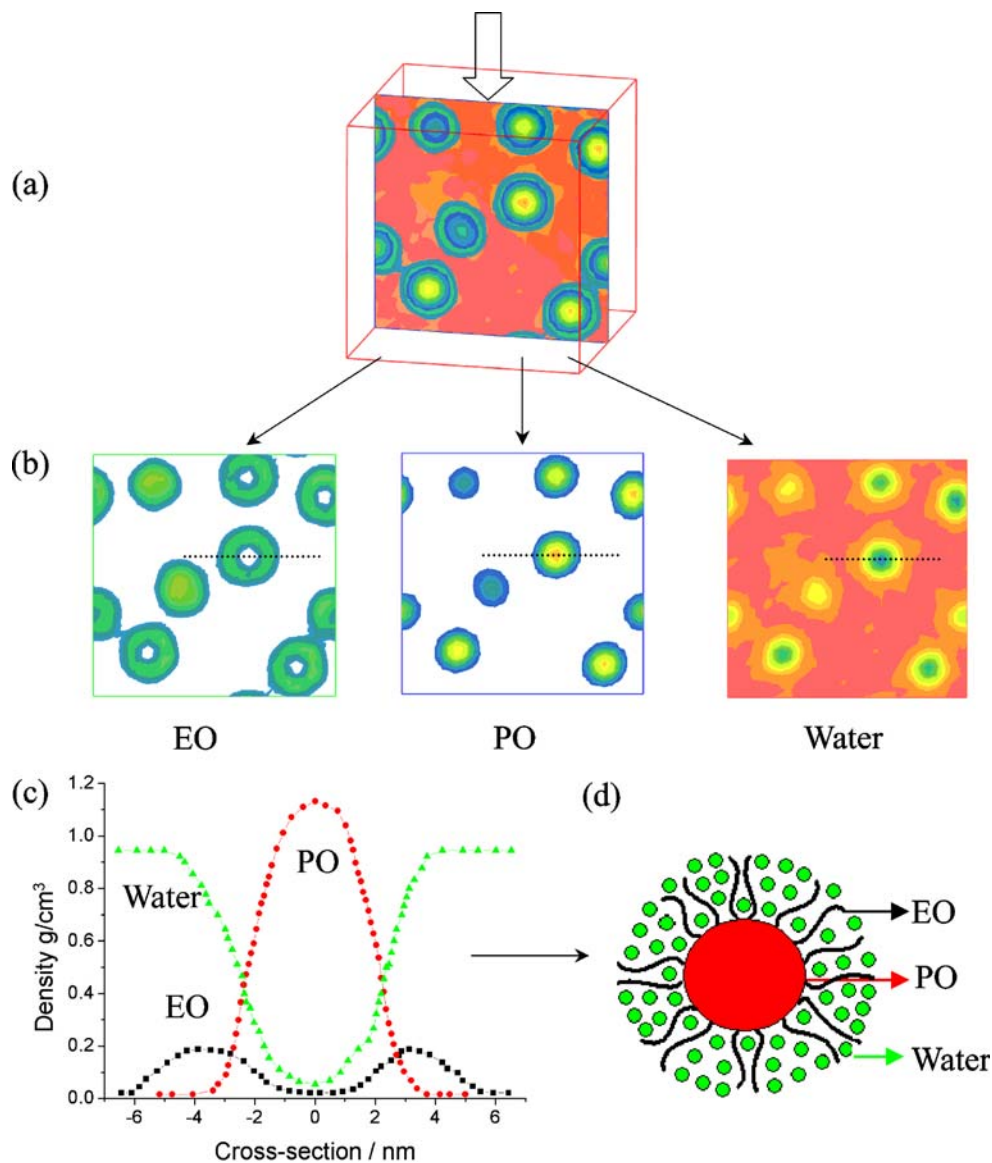 (a)
(b)
EO
PO
Water
(c)
1.2
1.0
0.8
0.6
0.4
0.2
0.0
Density g/cm³
PO
Water
EO
-6
-4
-2
0
2
4
6
Cross-section / nm
(d)
EO
PO
Water